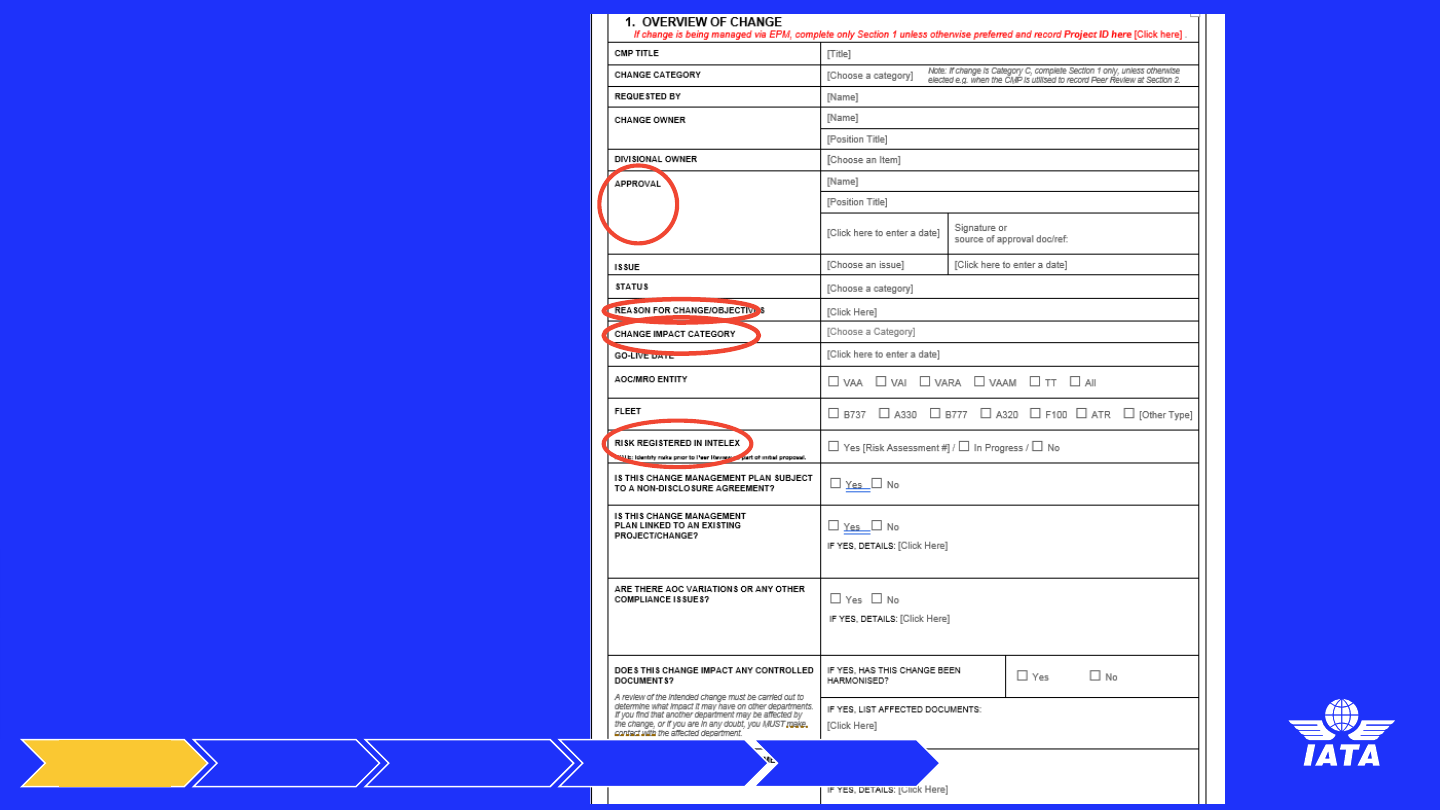 1. OVERVIEW OF CHANGE
If change is being managed via EPM, complete only Section 1 unless otherwise preferred and record Project ID here [Click here] .
CMP TITLE
[Title]
CHANGE CATEGORY
[Choose a category]
Note: If change is Category C, complete Section 1 only, unless otherwise
elected e.g. when the CMP is utilised to record Peer Review at Section 2.
REQUESTED BY
[Name]
CHANGE OWNER
[Name]
[Position Title]
DIVISIONAL OWNER
[Choose an Item]
APPROVAL
[Name]
[Position Title]
[Click here to enter a date]
Signature or
source of approval doc/ref:
ISSUE
[Choose an issue]
[Click here to enter a date]
STATUS
[Choose a category]
REASON FOR CHANGE/OBJECTIVES
[Click Here]
CHANGE IMPACT CATEGORY
[Choose a Category]
GO-LIVE DATE
[Click here to enter a date]
AOC/MRO ENTITY
☐ VAA ☐ VAI ☐ VARA ☐ VAAM ☐ TT ☐ All
FLEET
☐ B737 ☐ A330 ☐ B777 ☐ A320 ☐ F100 ☐ ATR ☐ [Other Type]
RISK REGISTERED IN INTELEX
Identify risks prior to Peer Review as part of initial proposal.
☐ Yes [Risk Assessment #] / ☐ In Progress / ☐ No
IS THIS CHANGE MANAGEMENT PLAN SUBJECT
TO A NON-DISCLOSURE AGREEMENT?
☐ Yes ☐ No
IS THIS CHANGE MANAGEMENT
PLAN LINKED TO AN EXISTING
PROJECT/CHANGE?
☐ Yes ☐ No
IF YES, DETAILS: [Click Here]
ARE THERE AOC VARIATIONS OR ANY OTHER
COMPLIANCE ISSUES?
☐ Yes ☐ No
IF YES, DETAILS: [Click Here]
DOES THIS CHANGE IMPACT ANY CONTROLLED
DOCUMENTS?
A review of the intended change must be carried out to
determine what impact it may have on other departments.
If you find that another department may be affected by
the change, or if you are in any doubt, you MUST make
contact with the affected department.
IF YES, HAS THIS CHANGE BEEN
HARMONISED?
☐ Yes ☐ No
IF YES, LIST AFFECTED DOCUMENTS:
[Click Here]
IF YES, DETAILS: [Click Here]
IATA